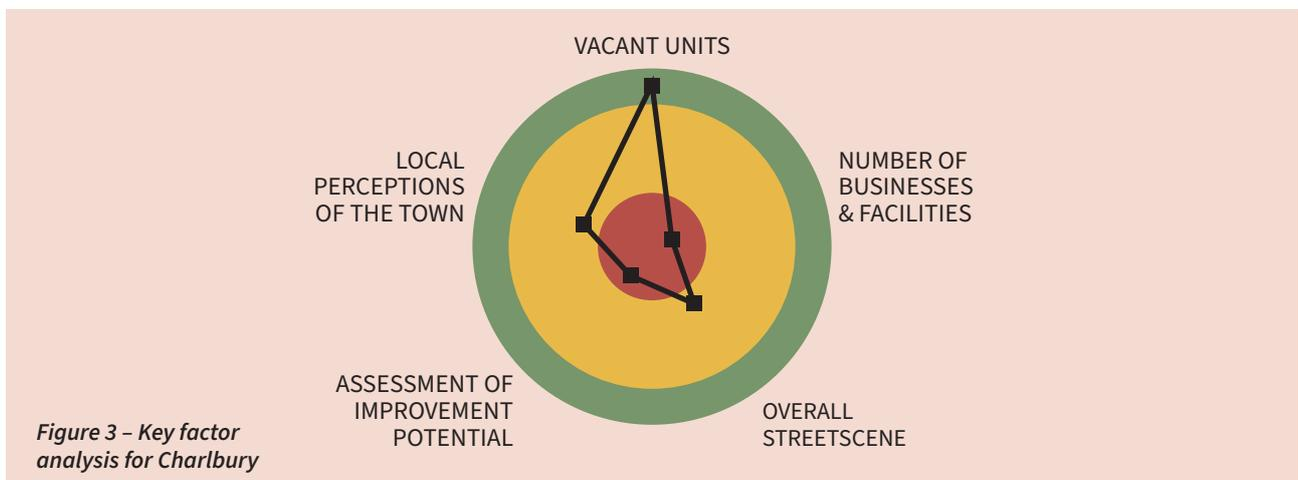 VACANT UNITS
LOCAL
PERCEPTIONS
OF THE TOWN
NUMBER OF
BUSINESSES
& FACILITIES
ASSESSMENT OF
IMPROVEMENT
POTENTIAL
OVERALL
STREETSCENE
Figure 3 – Key factor
analysis for Charlbury